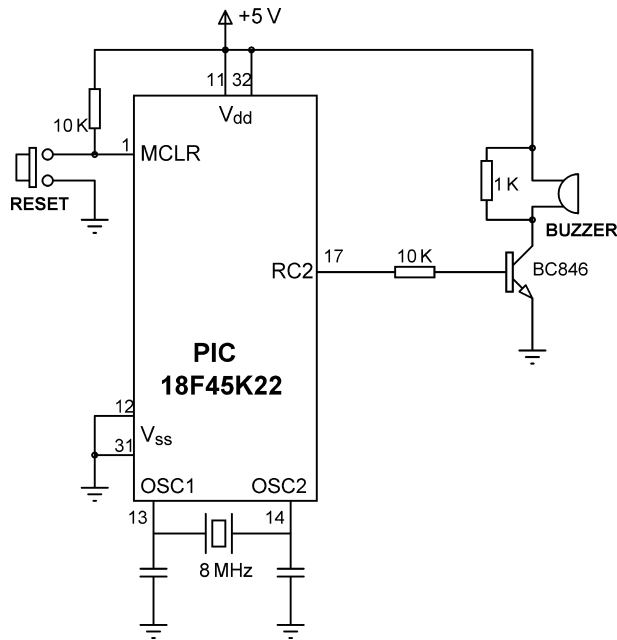 +5 V
11 32
Vdd
10 K
1 MCLR
RESET
1 K
BUZZER
17
RC2
10 K
BC846
PIC
18F45K22
12
Vss
31
OSC1 OSC2
13 14
8 MHz